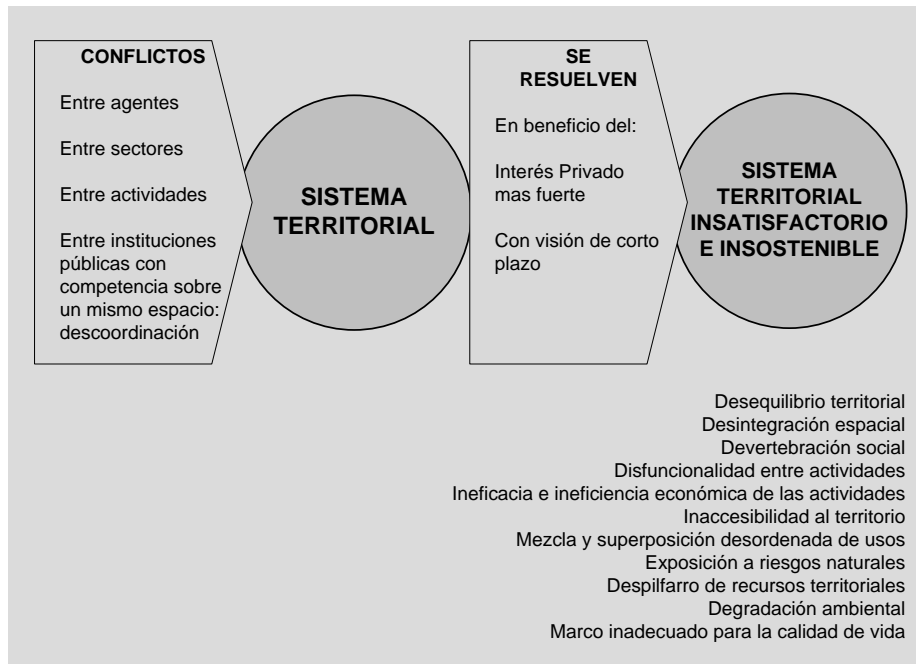 CONFLICTOS
Entre agentes
Entre sectores
Entre actividades
Entre instituciones
públicas con
competencia sobre
un mismo espacio:
descoordinación
SISTEMA
TERRITORIAL
SE
RESUELVEN
En beneficio del:
Interés Privado
mas fuerte
Con visión de corto
plazo
SISTEMA
TERRITORIAL
INSATISFACTORIO
E INSOSTENIBLE
Desequilibrio territorial
Desintegración espacial
Devertebración social
Disfuncionalidad entre actividades
Ineficacia e ineficiencia económica de las actividades
Inaccesibilidad al territorio
Mezcla y superposición desordenada de usos
Exposición a riesgos naturales
Despilfarro de recursos territoriales
Degradación ambiental
Marco inadecuado para la calidad de vida